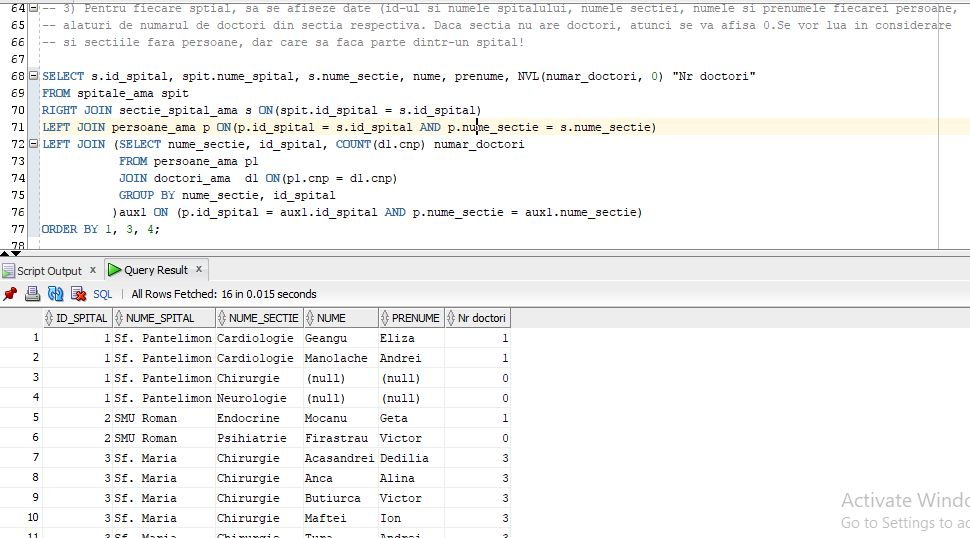 64 -- 3) Pentru fiecare sptial, sa se afiseze date (id-ul si numele spitalului, numele sectiei, numele si prenumele fiecarei persoane,
65 -- alaturi de numarul de doctori din sectia respectiva. Daca sectia nu are doctori, atunci se va afisa 0.Se vor lua in considerare
66 -- si sectiile fara persoane, dar care sa faca parte dintr-un spital!
67
68 SELECT s.id_spital, spit.nume_spital, s.nume_sectie, nume, prenume, NVL(numar_doctori, 0) "Nr doctori"
69 FROM spitale_ama spit
70 RIGHT JOIN sectie_spital_ama s ON(spit.id_spital = s.id_spital)
71 LEFT JOIN persoane_ama p ON(p.id_spital = s.id_spital AND p.nume_sectie = s.nume_sectie)
72 LEFT JOIN (SELECT nume_sectie, id_spital, COUNT(d1.cnp) numar_doctori
73 FROM persoane_ama p1
74 JOIN doctori_ama d1 ON(p1.cnp = d1.cnp)
75 GROUP BY nume_sectie, id_spital
76 )aux1 ON (p.id_spital = aux1.id_spital AND p.nume_sectie = aux1.nume_sectie)
77 ORDER BY 1, 3, 4;
78
Script Output x Query Result x
SQL | All Rows Fetched: 16 in 0.015 seconds
ID_SPITAL NUME_SPITAL NUME_SECTIE NUME PRENUME Nr doctori
1 1 Sf. Pantelimon Cardiologie Geangu Eliza 1
2 1 Sf. Pantelimon Cardiologie Manolache Andrei 1
3 1 Sf. Pantelimon Chirurgie (null) (null) 0
4 1 Sf. Pantelimon Neurologie (null) (null) 0
5 2 SMU Roman Endocrine Mocanu Geta 1
6 2 SMU Roman Psihiatrie Firastrau Victor 0
7 3 Sf. Maria Chirurgie Acasandrei Dedilia 3
8 3 Sf. Maria Chirurgie Anca Alina 3
9 3 Sf. Maria Chirurgie Butiurca Victor 3
10 3 Sf. Maria Chirurgie Maftei Ion 3
11 3 Sf. Maria Chirurgie Andrei 3
Activate Windo
Go to Settings to ac